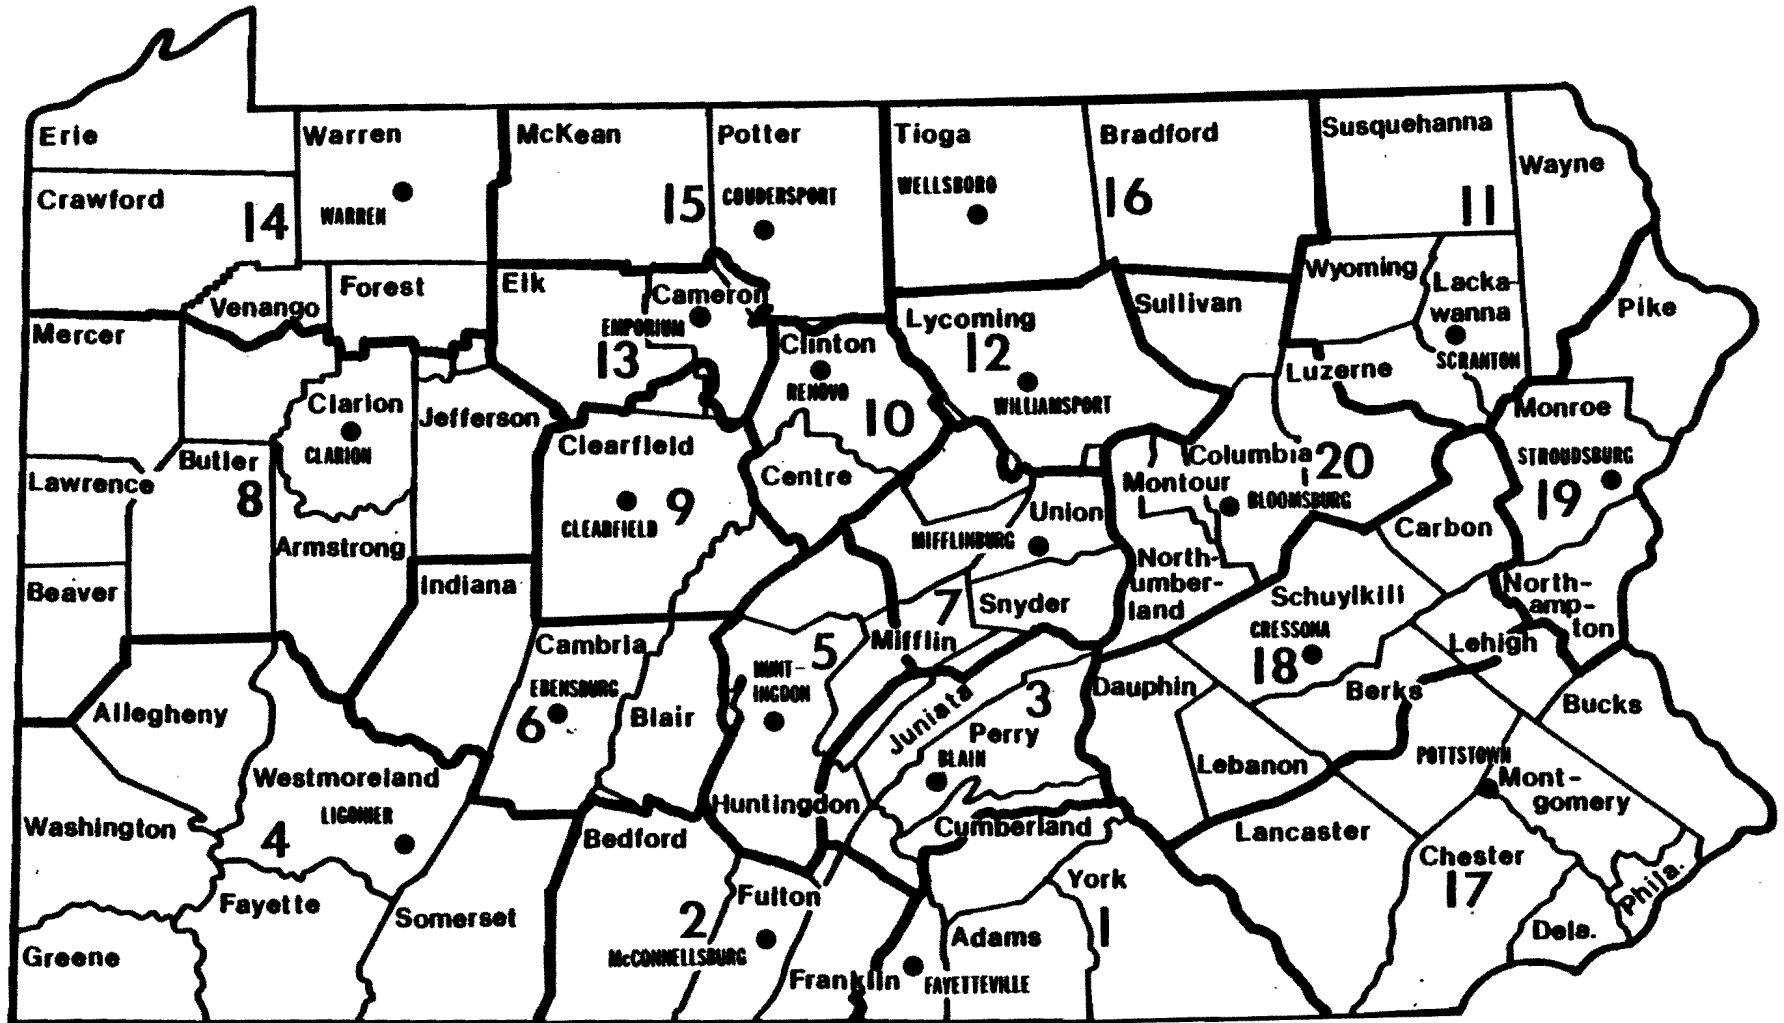 Erie
Warren
McKean
Potter
Tioga
Bradford
Susquehanna
Wayne
Crawford
14
WARREN
15
COUDERSPORT
WELLSBORO
16
11
Venango
Forest
Elk
Cameron
Wyoming
Lacka-
wanna
Pike
Mercer
EMPORIUM
13
Clinton
RENOVO
10
Lycoming
12
WILLIAMSPORT
Sullivan
Luzerne
SCRANTON
Clarion
CLARION
Jefferson
Clearfield
CLEARFIELD
9
Centre
Monroe
STROUDSBURG
19
Lawrence
Butler
8
Armstrong
Union
MIFFLINBURG
Montour
Columbia
20
BLOOMSBURG
Carbon
Beaver
Indiana
Snyder
7
North-
umber-
land
Schuylkill
CRESSONA
18
North-
amp-
ton
Lehigh
Cambria
EBENSBURG
6
Blair
HUNT-
INGDON
5
Mifflin
Juniata
Perry
3
BLAIN
Dauphin
Berks
Bucks
Allegheny
Westmoreland
LIGONIER
4
Huntingdon
Cumberland
Lebanon
POTTSTOWN
Mont-
gomery
Washington
Bedford
Lancaster
Chester
17
Phila.
Fayette
Somerset
2
McCONNELLSBURG
Fulton
York
1
Adams
Dela.
Greene
Franklin
FAYETTEVILLE